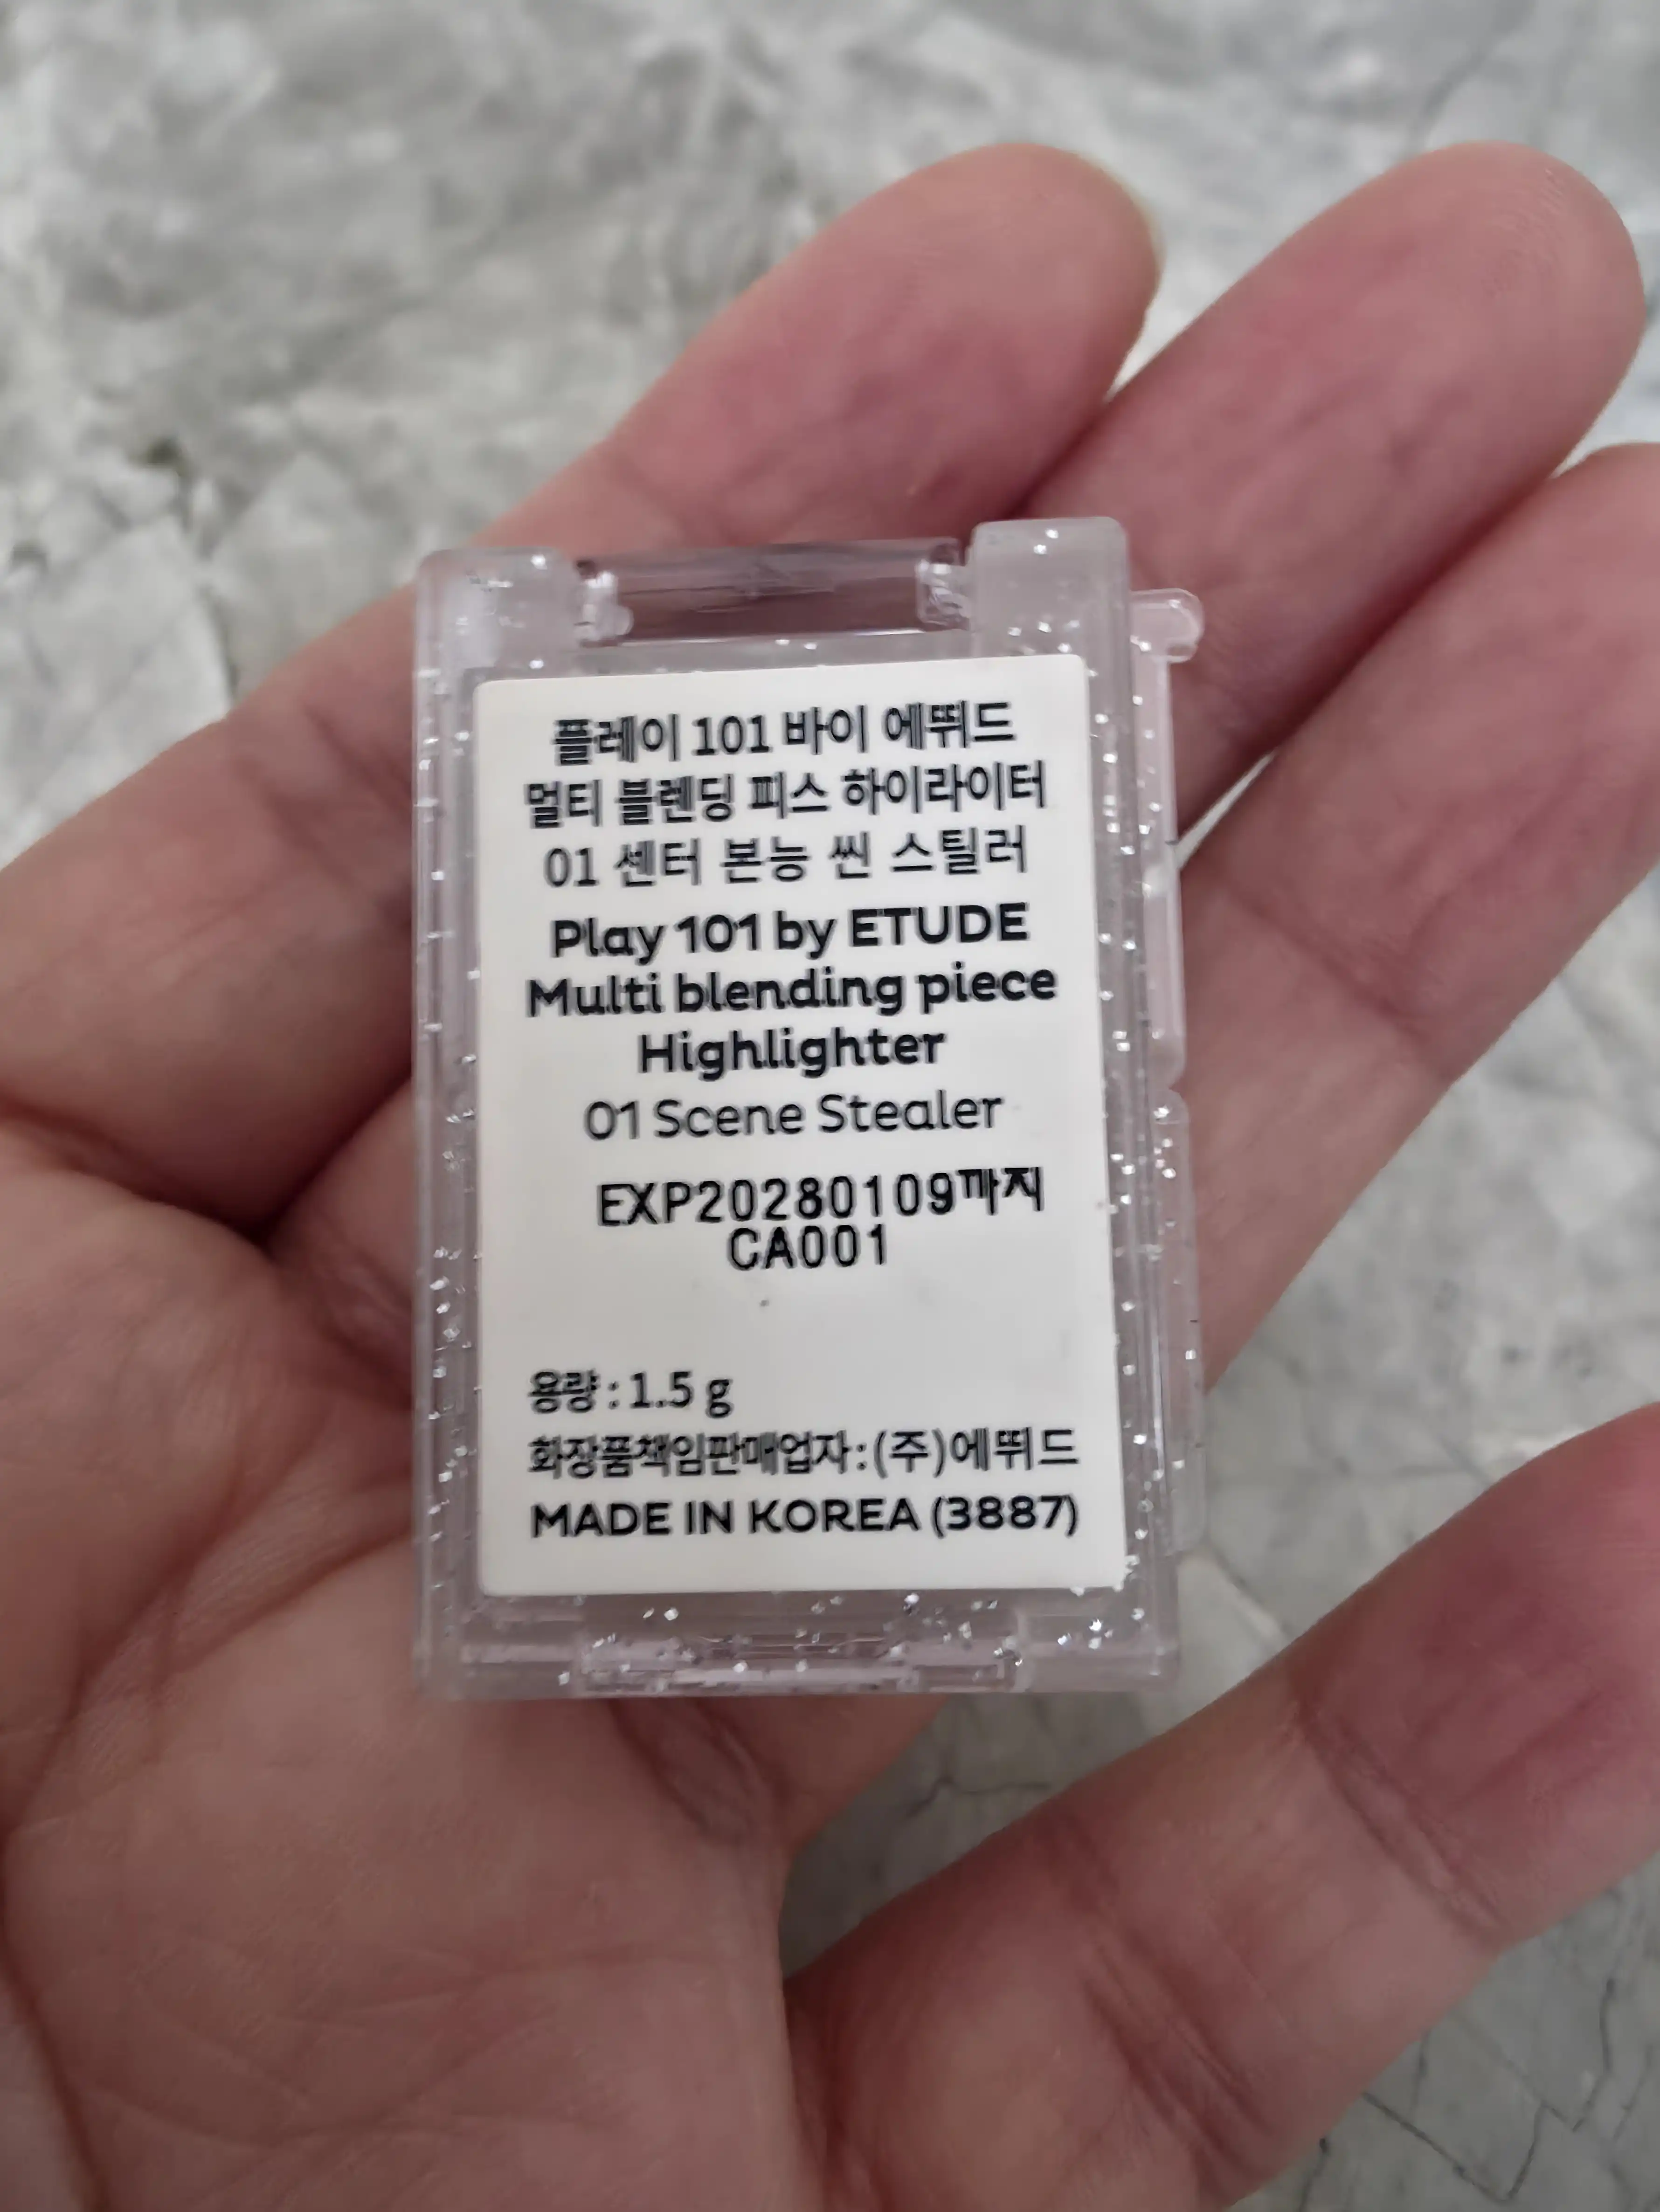 플레이 101 바이 에뛰드
멀티 블렌딩 피스 하이라이터
01 센터 본능 씬 스틸러
Play 101 by ETUDE
Multi blending piece
Highlighter
01 Scene Stealer
EXP20280109까지
CA001
용량 : 1.5 g
화장품책임판매업자 : (주)에뛰드
MADE IN KOREA (3887)